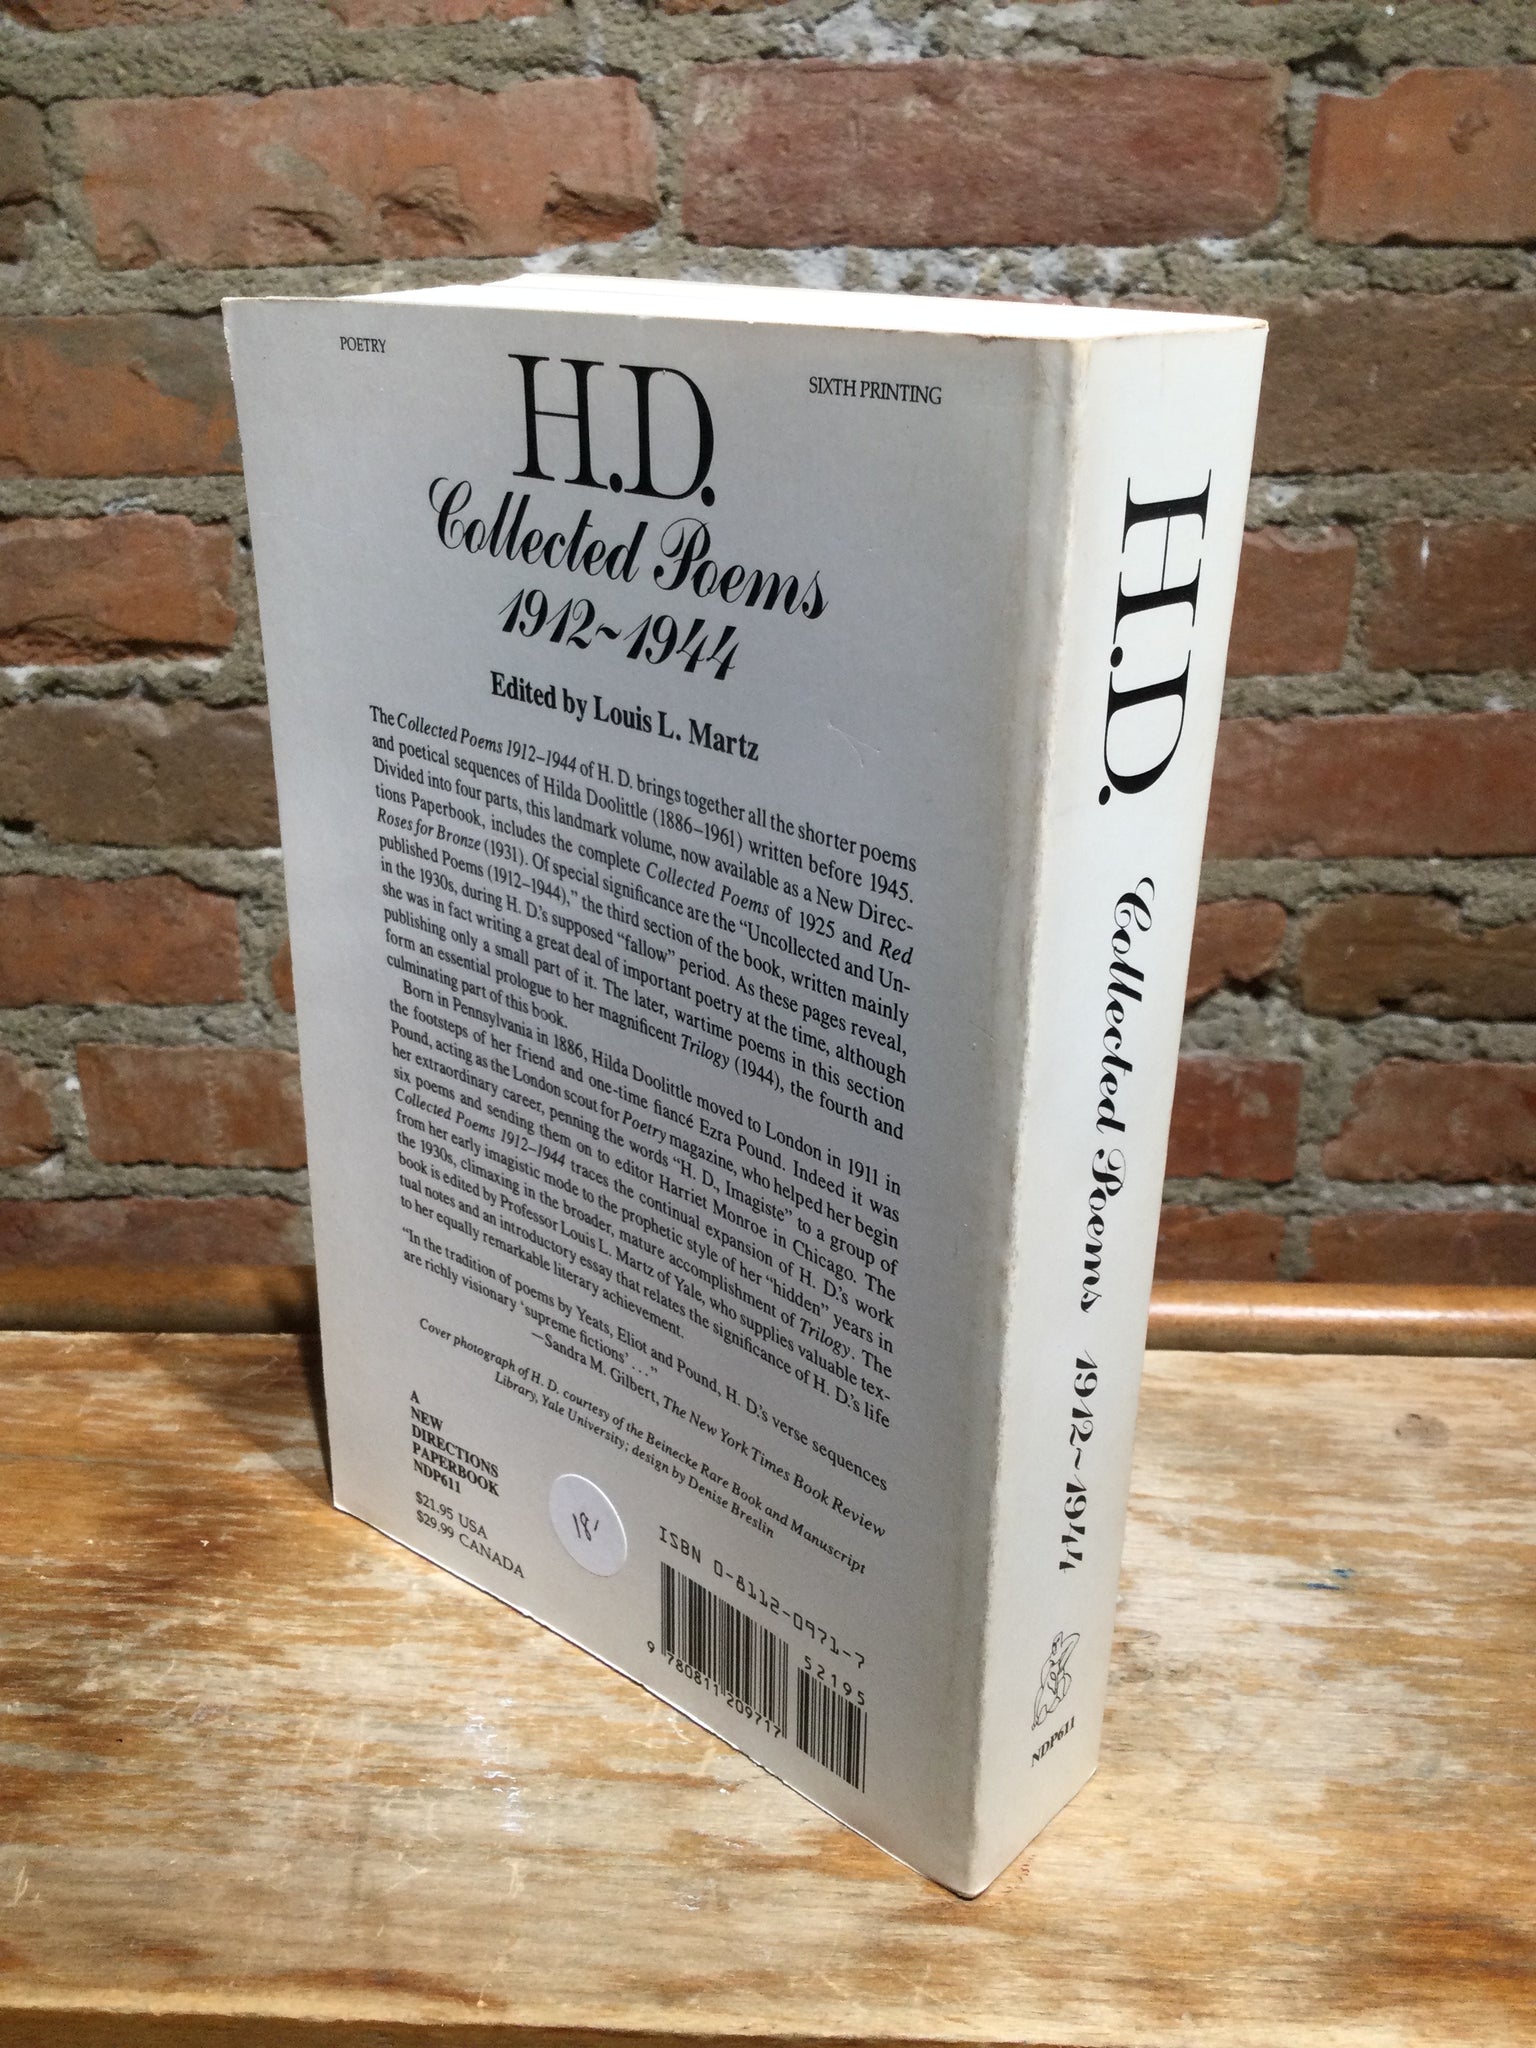 POETRY
SIXTH PRINTING
H.D.
Collected Poems
1912~1944
Edited by Louis L. Martz
The Collected Poems 1912–1944 of H. D. brings together all the shorter poems
and poetical sequences of Hilda Doolittle (1886–1961) written before 1945.
Divided into four parts, this landmark volume, now available as a New Direc-
tions Paperbook, includes the complete Collected Poems of 1925 and Red
Roses for Bronze (1931). Of special significance are the "Uncollected and Un-
published Poems (1912–1944)," the third section of the book, written mainly
in the 1930s, during H. D.'s supposed "fallow" period. As these pages reveal,
she was in fact writing a great deal of important poetry at the time, although
publishing only a small part of it. The later, wartime poems in this section
form an essential prologue to her magnificent Trilogy (1944), the fourth and
culminating part of this book.
Born in Pennsylvania in 1886, Hilda Doolittle moved to London in 1911 in
the footsteps of her friend and one-time fiancé Ezra Pound. Indeed it was
Pound, acting as the London scout for Poetry magazine, who helped her begin
her extraordinary career, penning the words "H. D., Imagiste" to a group of
six poems and sending them on to editor Harriet Monroe in Chicago. The
Collected Poems 1912–1944 traces the continual expansion of H. D.'s work
from her early imagistic mode to the prophetic style of her "hidden" years in
the 1930s, climaxing in the broader, mature accomplishment of Trilogy. The
book is edited by Professor Louis L. Martz of Yale, who supplies valuable tex-
tual notes and an introductory essay that relates the significance of H. D.'s life
to her equally remarkable literary achievement.
"In the tradition of poems by Yeats, Eliot and Pound, H. D.'s verse sequences
are richly visionary 'supreme fictions' . . ."
—Sandra M. Gilbert, The New York Times Book Review
Cover photograph of H. D. courtesy of the Beinecke Rare Book and Manuscript
Library, Yale University; design by Denise Breslin
A
NEW
DIRECTIONS
PAPERBOOK
NDP611
$21.95 USA
$29.99 CANADA
18'
ISBN 0-8112-0971-7
52195
9 780811 209717
H.D. Collected Poems 1912~1944
NDP611